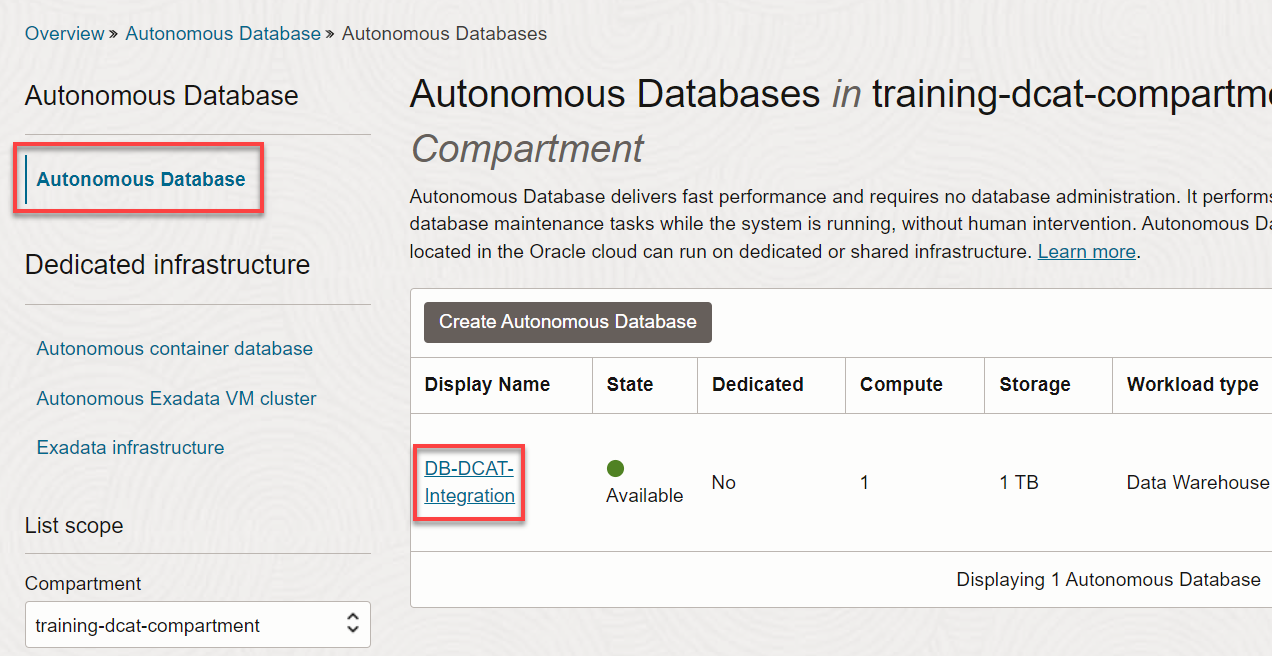 Overview » Autonomous Database » Autonomous Databases
Autonomous Database
Autonomous Database
Dedicated infrastructure
Autonomous container database
Autonomous Exadata VM cluster
Exadata infrastructure
List scope
Compartment
training-dcat-compartment
Autonomous Databases in training-dcat-compartme
Compartment
Autonomous Database delivers fast performance and requires no database administration. It performs
database maintenance tasks while the system is running, without human intervention. Autonomous Da
located in the Oracle cloud can run on dedicated or shared infrastructure. Learn more.
Create Autonomous Database
Display Name State Dedicated Compute Storage Workload type
DB-DCAT-
Integration Available No 1 1 TB Data Warehouse
Displaying 1 Autonomous Database